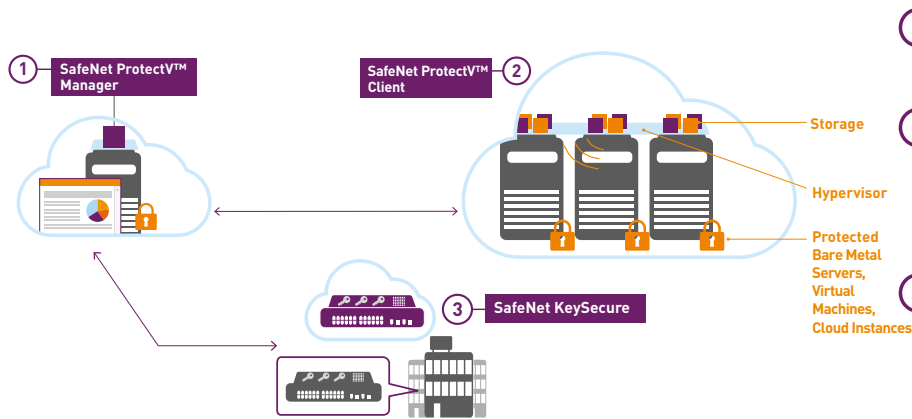 1
SafeNet ProtectV™
Manager
SafeNet ProtectV™
Client
2
Storage
Hypervisor
Protected
Bare Metal
Servers,
Virtual
Machines,
Cloud Instances
3
SafeNet KeySecure